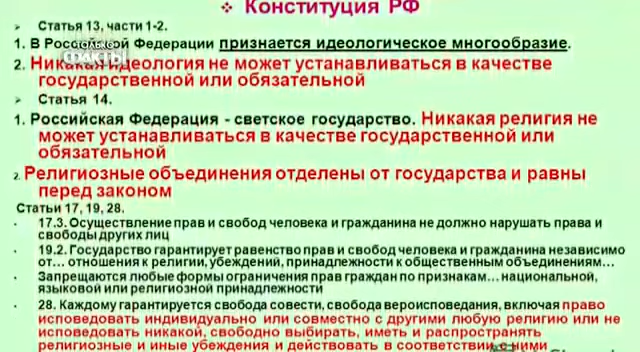 Конституция РФ
Статья 13, части 1-2.
1. В Российской Федерации признается идеологическое многообразие.
ТОЛЬКО
ФАКТЫ
2. Никакая идеология не может устанавливаться в качестве
государственной или обязательной
Статья 14.
1. Российская Федерация - светское государство. Никакая религия не
может устанавливаться в качестве государственной или
обязательной
2. Религиозные объединения отделены от государства и равны
перед законом
Статьи 17, 19, 28.
17.3. Осуществление прав и свобод человека и гражданина не должно нарушать права и
свободы других лиц
19.2. Государство гарантирует равенство прав и свобод человека и гражданина независимо
от… отношения к религии, убеждений, принадлежности к общественным объединениям…
Запрещаются любые формы ограничения прав граждан по признакам… национальной,
языковой или религиозной принадлежности
28. Каждому гарантируется свобода совести, свобода вероисповедания, включая право
исповедовать индивидуально или совместно с другими любую религию или не
исповедовать никакой, свободно выбирать, иметь и распространять
религиозные и иные убеждения и действовать в соответствии с ними